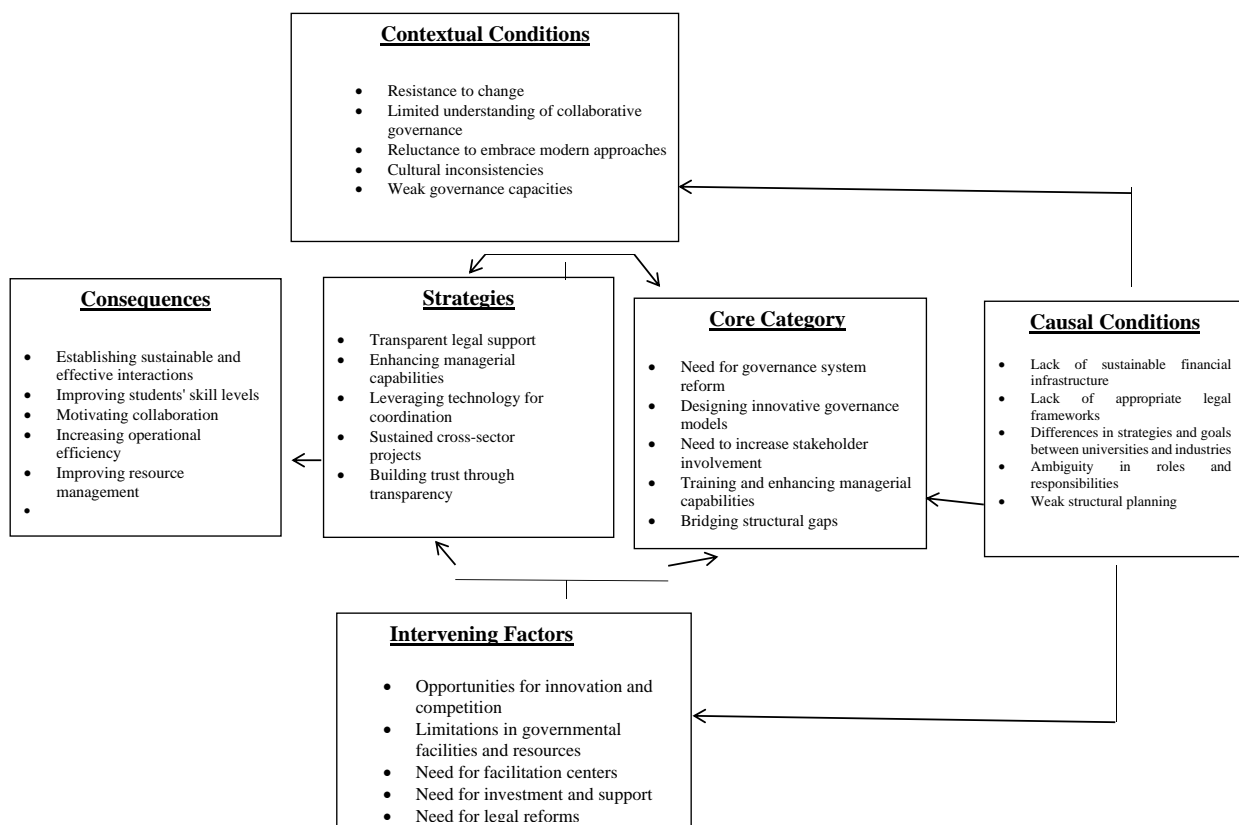 Contextual Conditions
• Resistance to change
• Limited understanding of collaborative
governance
• Reluctance to embrace modern approaches
• Cultural inconsistencies
• Weak governance capacities
Consequences
• Establishing sustainable and
effective interactions
• Improving students' skill levels
• Motivating collaboration
• Increasing operational
efficiency
• Improving resource
management
•
Strategies
• Transparent legal support
• Enhancing managerial
capabilities
• Leveraging technology for
coordination
• Sustained cross-sector
projects
• Building trust through
transparency
Core Category
• Need for governance system
reform
• Designing innovative governance
models
• Need to increase stakeholder
involvement
• Training and enhancing managerial
capabilities
• Bridging structural gaps
Causal Conditions
• Lack of sustainable financial
infrastructure
• Lack of appropriate legal
frameworks
• Differences in strategies and goals
between universities and industries
• Ambiguity in roles and
responsibilities
• Weak structural planning
Intervening Factors
• Opportunities for innovation and
competition
• Limitations in governmental
facilities and resources
• Need for facilitation centers
• Need for investment and support
• Need for legal reforms